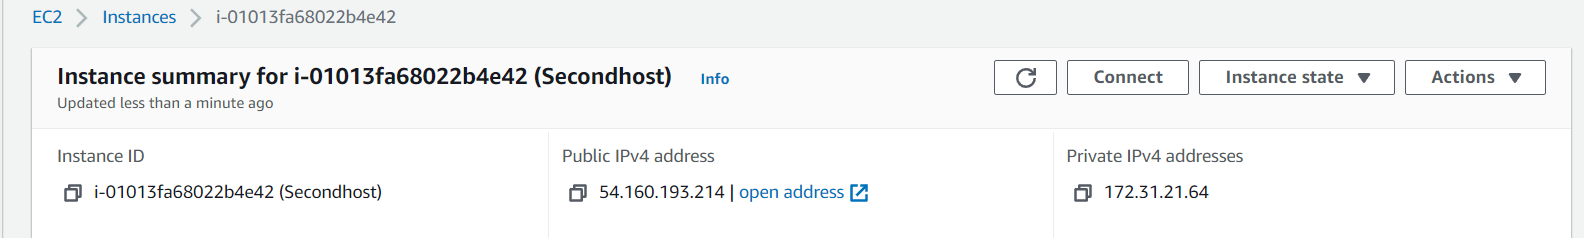 EC2 > Instances > i-01013fa68022b4e42
Instance summary for i-01013fa68022b4e42 (Secondhost) Info
Connect Instance state Actions
Updated less than a minute ago
Instance ID
i-01013fa68022b4e42 (Secondhost)
Public IPv4 address
54.160.193.214 | open address
Private IPv4 addresses
172.31.21.64